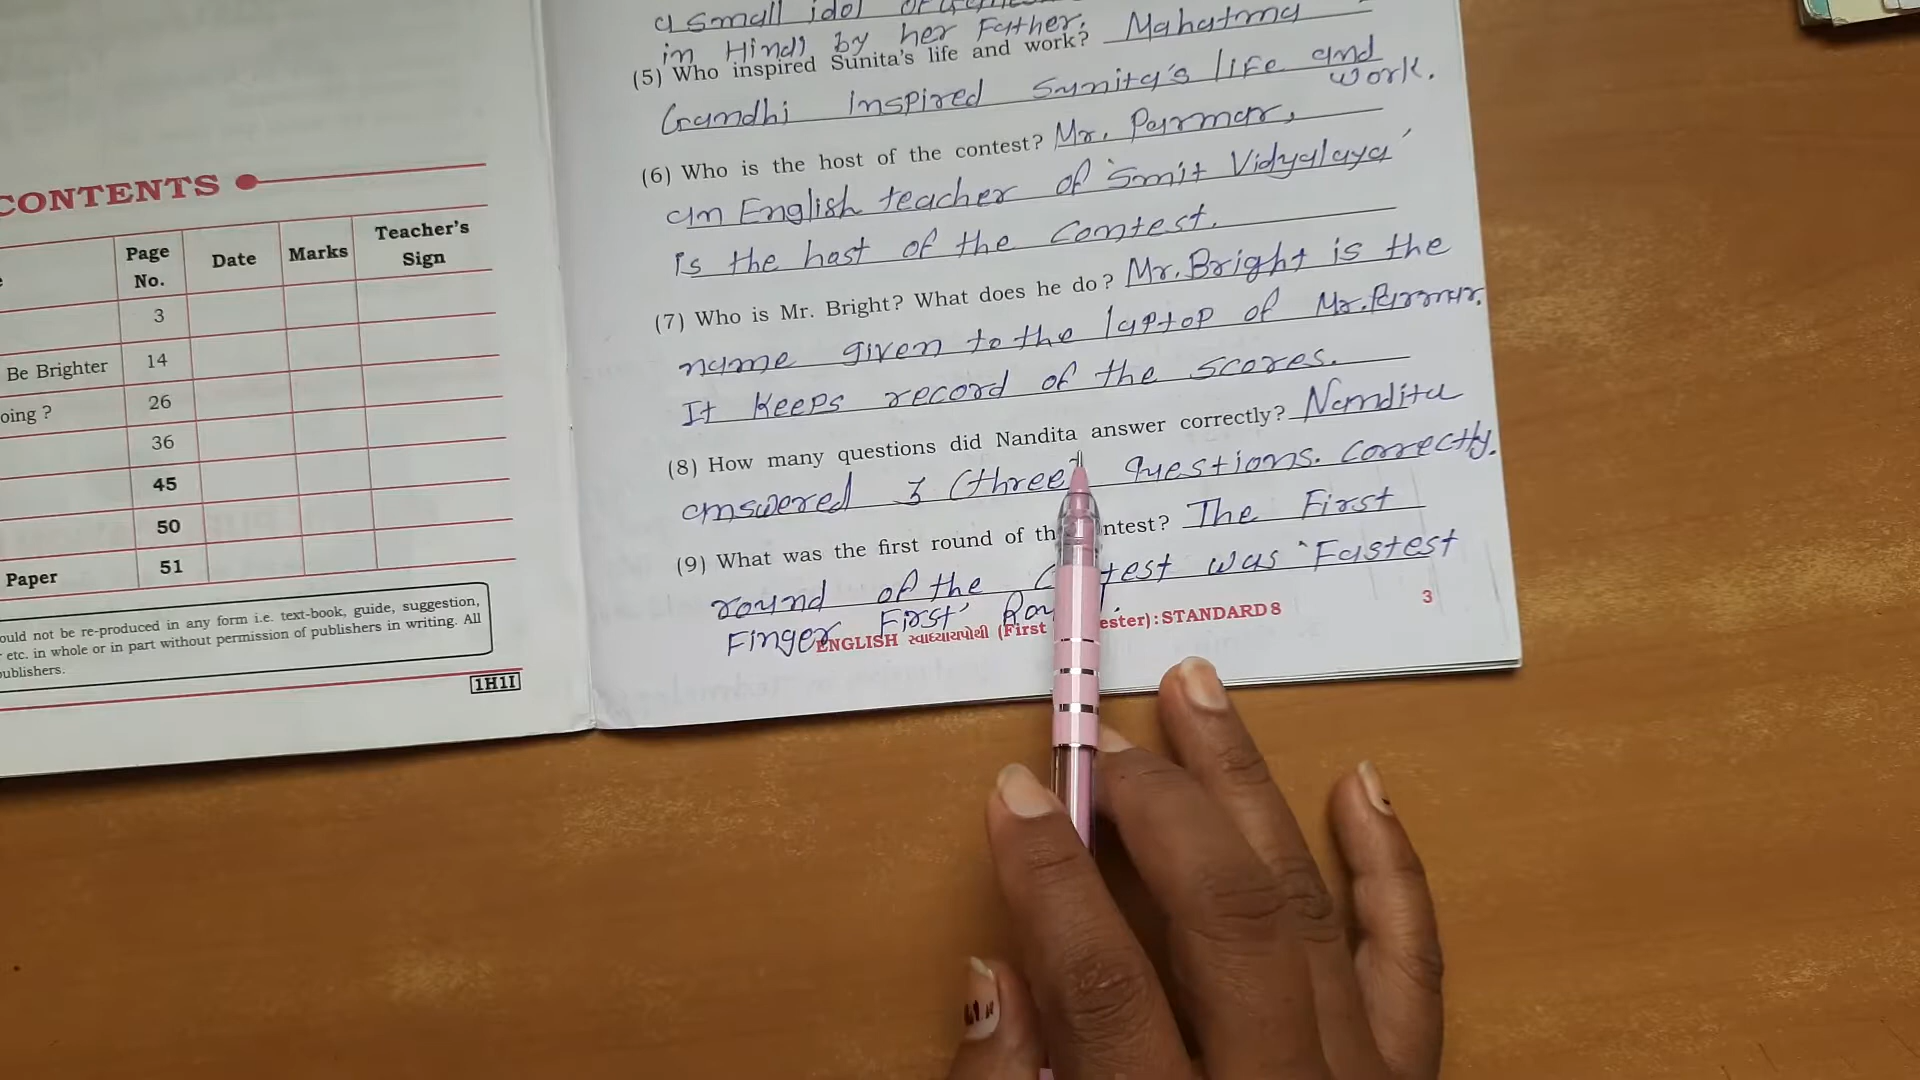 CONTENTS
Page No.
Date
Marks
Teacher's Sign
3
Be Brighter 14
oing ? 26
36
45
50
Paper 51
ould not be re-produced in any form i.e. text-book, guide, suggestion,
etc. in whole or in part without permission of publishers in writing. All
publishers.
1H1I
a small idol of
in Hindi by her Father.
(5) Who inspired Sunita's life and work? Mahatma
Gandhi Inspired Sunita's life and
work.
(6) Who is the host of the contest? Mr. Parmar,
an English teacher of 'Smit Vidyalaya'
is the host of the contest.
(7) Who is Mr. Bright? What does he do? Mr. Bright is the
name given to the laptop of Mr. Parmar.
It keeps record of the scores.
(8) How many questions did Nandita answer correctly? Nandita
answered 3 (three) questions. correctly.
(9) What was the first round of th ntest? The First
round of the C test was 'Fastest
Finger First' Rou
ENGLISH સ્વાધ્યાયપોથી (First ester) : STANDARD 8
3